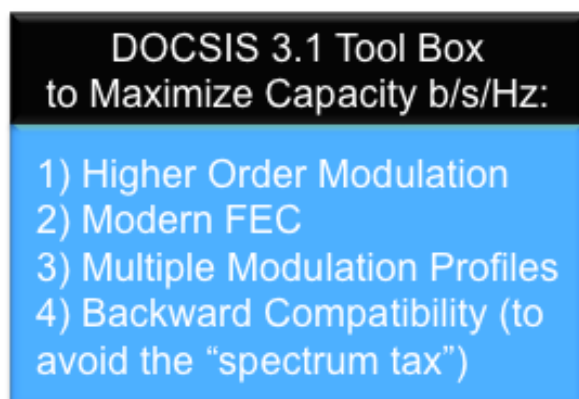 DOCSIS 3.1 Tool Box
to Maximize Capacity b/s/Hz:
1) Higher Order Modulation
2) Modern FEC
3) Multiple Modulation Profiles
4) Backward Compatibility (to
avoid the “spectrum tax”)